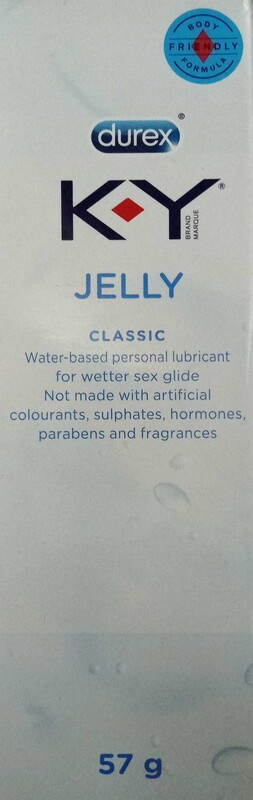 BODY
FRIENDLY
FORMULA
durex®
K-Y®
BRAND
MARQUE
JELLY
CLASSIC
Water-based personal lubricant
for wetter sex glide
Not made with artificial
colourants, sulphates, hormones,
parabens and fragrances
57 g